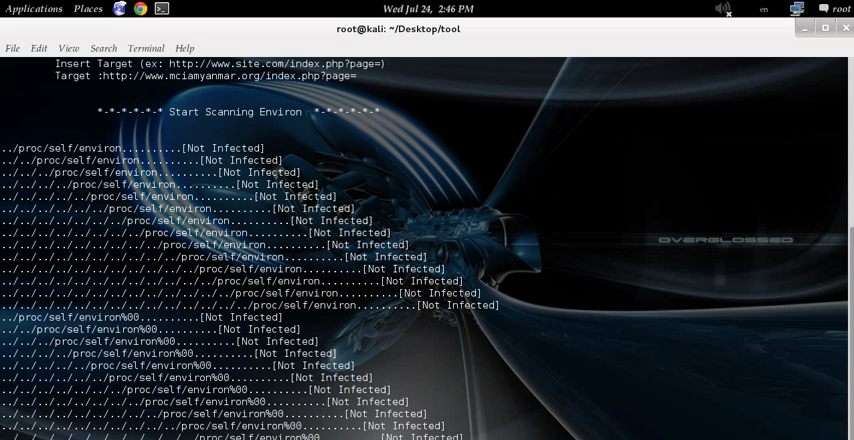 Applications Places Wed Jul 24, 2:46 PM en root
root@kali: ~/Desktop/tool
File Edit View Search Terminal Help
Insert Target (ex: http://www.site.com/index.php?page=)
Target :http://www.mciamyanmar.org/index.php?page=
*-*-*-*-*-* Start Scanning Environ *-*-*-*-*-*
../proc/self/environ..........[Not Infected]
../../proc/self/environ..........[Not Infected]
../../../proc/self/environ..........[Not Infected]
../../../../proc/self/environ..........[Not Infected]
../../../../../proc/self/environ..........[Not Infected]
../../../../../../proc/self/environ..........[Not Infected]
../../../../../../../proc/self/environ..........[Not Infected]
../../../../../../../../proc/self/environ..........[Not Infected]
../../../../../../../../../proc/self/environ..........[Not Infected]
../../../../../../../../../../proc/self/environ..........[Not Infected]
../../../../../../../../../../../proc/self/environ..........[Not Infected]
../../../../../../../../../../../../proc/self/environ..........[Not Infected]
../../../../../../../../../../../../../proc/self/environ..........[Not Infected]
../../../../../../../../../../../../../../proc/self/environ..........[Not Infected]
../proc/self/environ%00..........[Not Infected]
../../proc/self/environ%00..........[Not Infected]
../../../proc/self/environ%00..........[Not Infected]
../../../../proc/self/environ%00..........[Not Infected]
../../../../../proc/self/environ%00..........[Not Infected]
../../../../../../proc/self/environ%00..........[Not Infected]
../../../../../../../proc/self/environ%00..........[Not Infected]
../../../../../../../../proc/self/environ%00..........[Not Infected]
../../../../../../../../../proc/self/environ%00..........[Not Infected]
../../../../../../../../../../proc/self/environ%00..........[Not Infected]
../../../../../../../../../../../proc/self/environ%00..........[Not Infected]
OVERGLOSSED